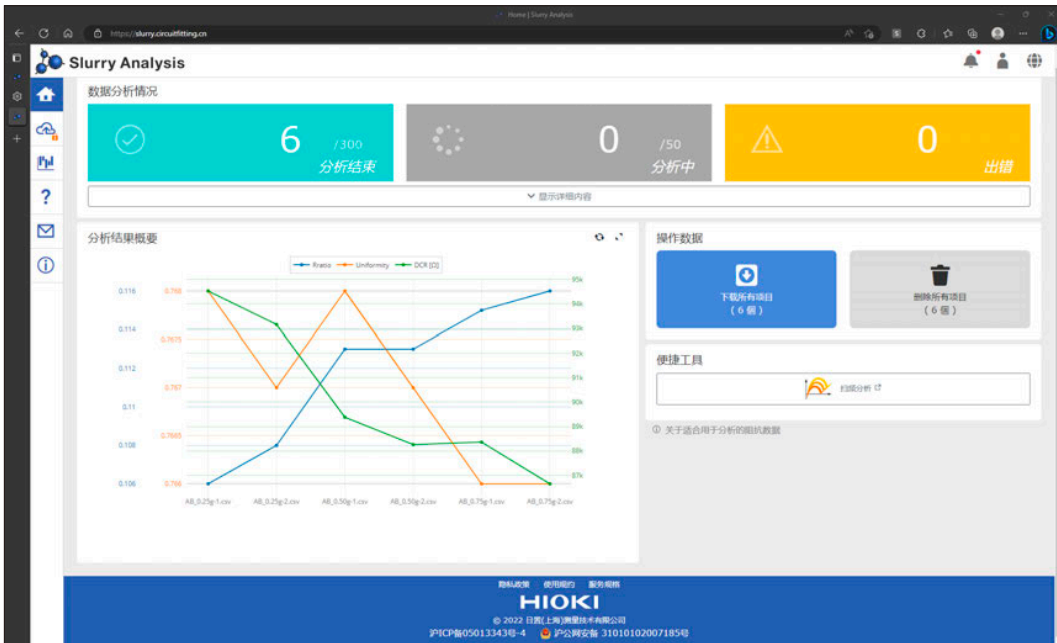 Home | Slurry Analysis
https://slurry.circuitfitting.cn
Slurry Analysis
数据分析情况
6 /300
分析结束
0 /50
分析中
0
出错
显示详细内容
分析结果概要
Rratio Uniformity DCR [Ω]
0.116 0.768 95k
94k
0.114 93k
0.7675
92k
0.112
0.767 91k
0.11 90k
0.7665 89k
0.108
88k
0.106 0.766 87k
AB_0.25g-1.csv AB_0.25g-2.csv AB_0.50g-1.csv AB_0.50g-2.csv AB_0.75g-1.csv AB_0.75g-2.csv
操作数据
下载所有项目
(6個)
删除所有项目
(6個)
便捷工具
扫频分析
关于适合用于分析的阻抗数据
隐私政策 使用规约 服务规格
HIOKI
© 2022 日置(上海)测量技术有限公司
沪ICP备05013343号-4 沪公网安备 31010102007185号